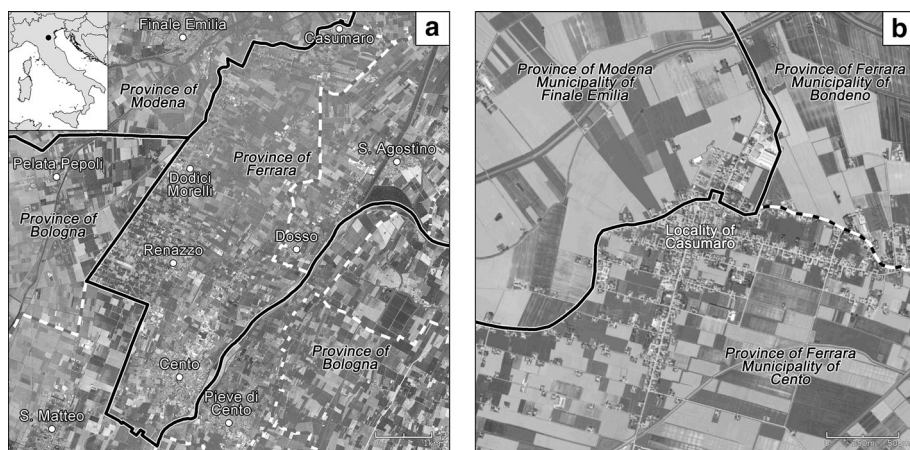 a
Finale Emilia
Casumaro
Province of
Modena
S. Agostino
Pelata Pepoli
Dodici
Morelli
Province of
Ferrara
Province of
Bologna
Renazzo
Dosso
Cento
Province of
Bologna
Pieve di
Cento
S. Matteo
b
Province of Modena
Municipality of
Finale Emilia
Province of Ferrara
Municipality of
Bondeno
Locality of
Casumaro
Province of Ferrara
Municipality of
Cento